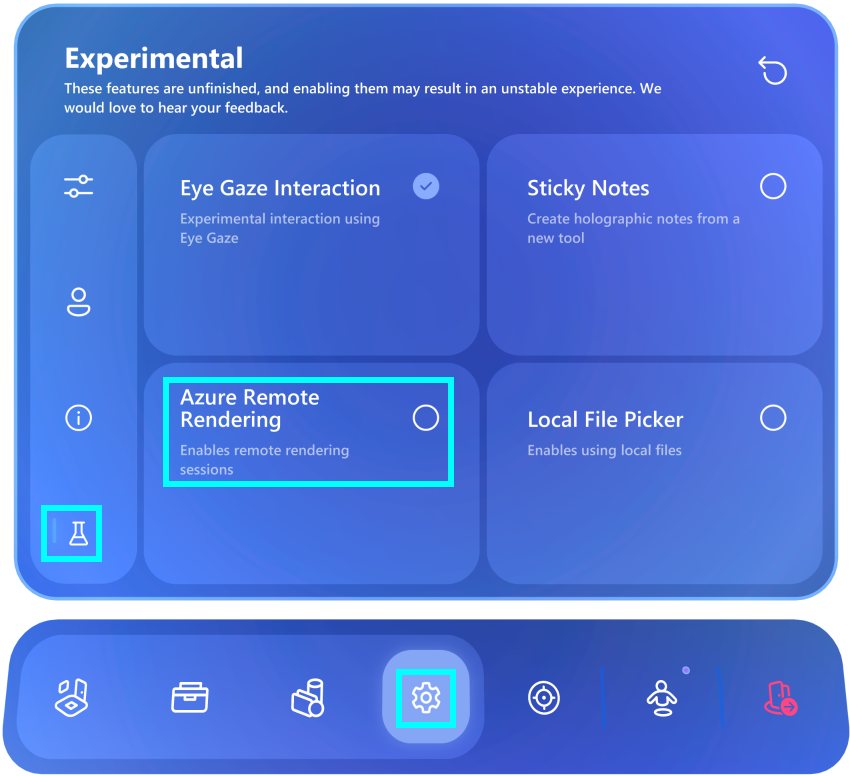 Experimental
These features are unfinished, and enabling them may result in an unstable experience. We
would love to hear your feedback.
Eye Gaze Interaction
Experimental interaction using
Eye Gaze
Sticky Notes
Create holographic notes from a
new tool
Azure Remote
Rendering
Enables remote rendering
sessions
Local File Picker
Enables using local files